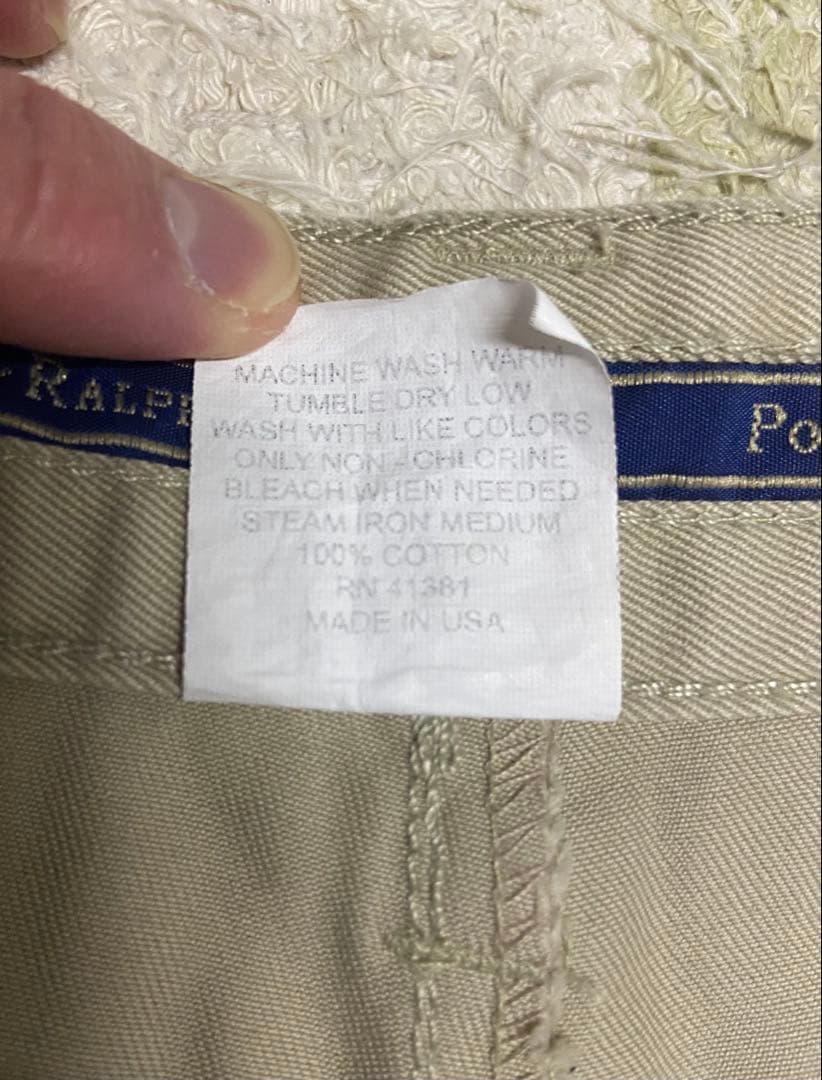 RALP
Po
MACHINE WASH WARM
TUMBLE DRY LOW
WASH WITH LIKE COLORS
ONLY NON-CHLORINE
BLEACH WHEN NEEDED
STEAM IRON MEDIUM
100% COTTON
RN 41381
MADE IN USA